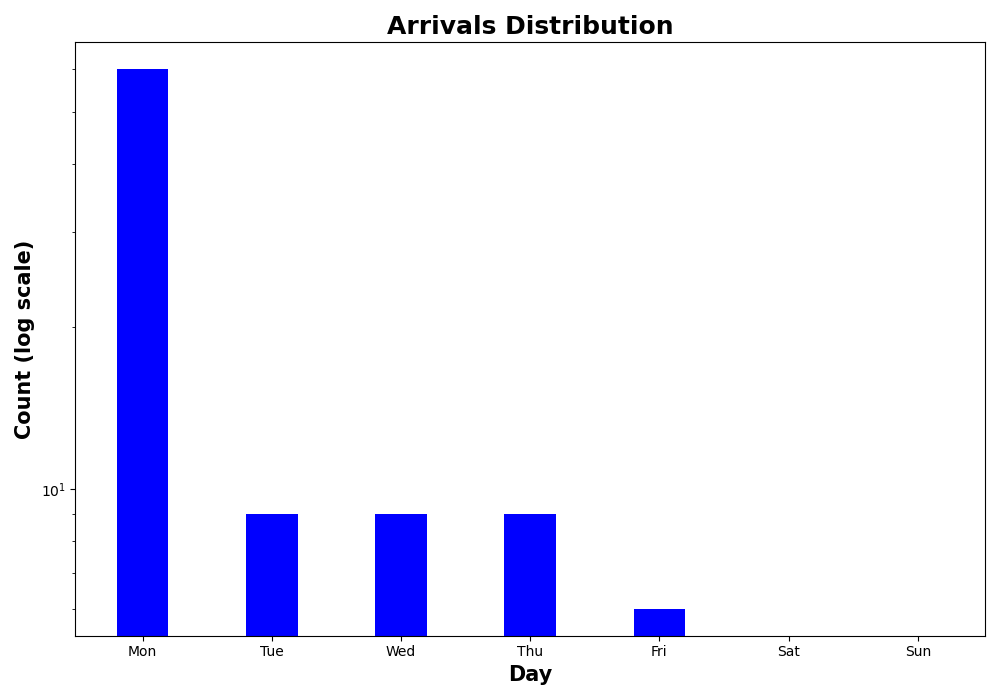 Arrivals Distribution
Count (log scale)
10¹
Mon Tue Wed Thu Fri Sat Sun
Day